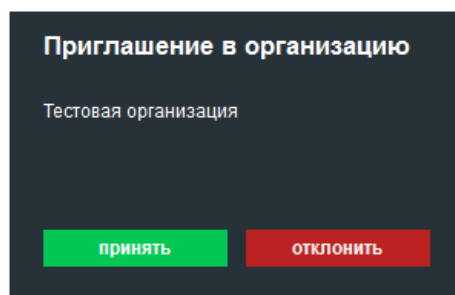 Приглашение в организацию
Тестовая организация
принять отклонить